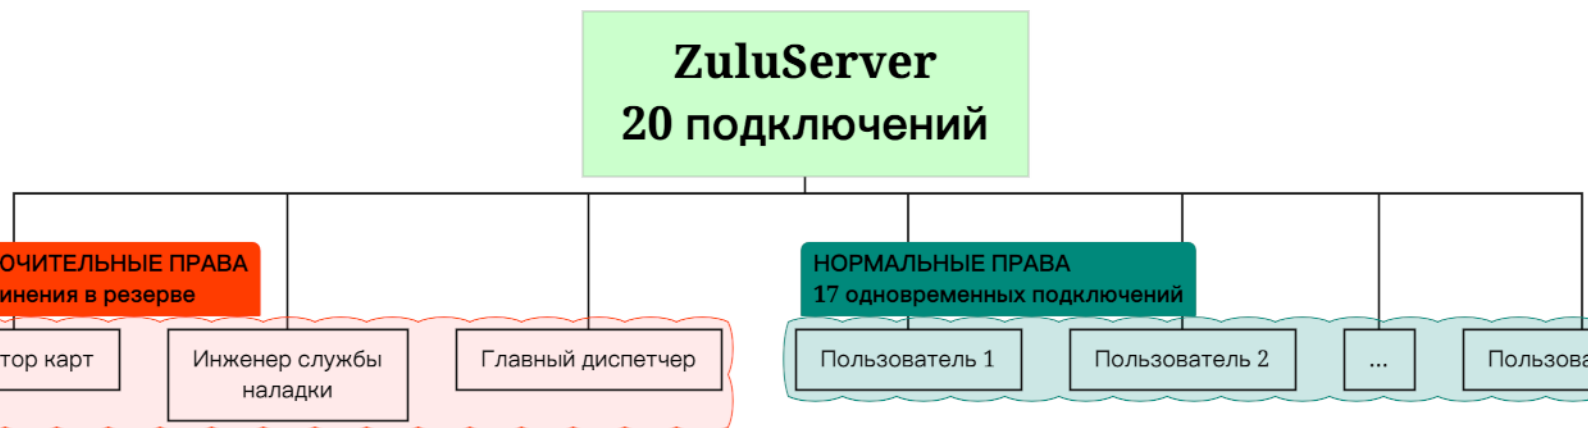 ZuluServer
20 подключений
ЮЧИТЕЛЬНЫЕ ПРАВА
инения в резерве
НОРМАЛЬНЫЕ ПРАВА
17 одновременных подключений
тор карт
Инженер службы
наладки
Главный диспетчер
Пользователь 1
Пользователь 2
...
Пользова